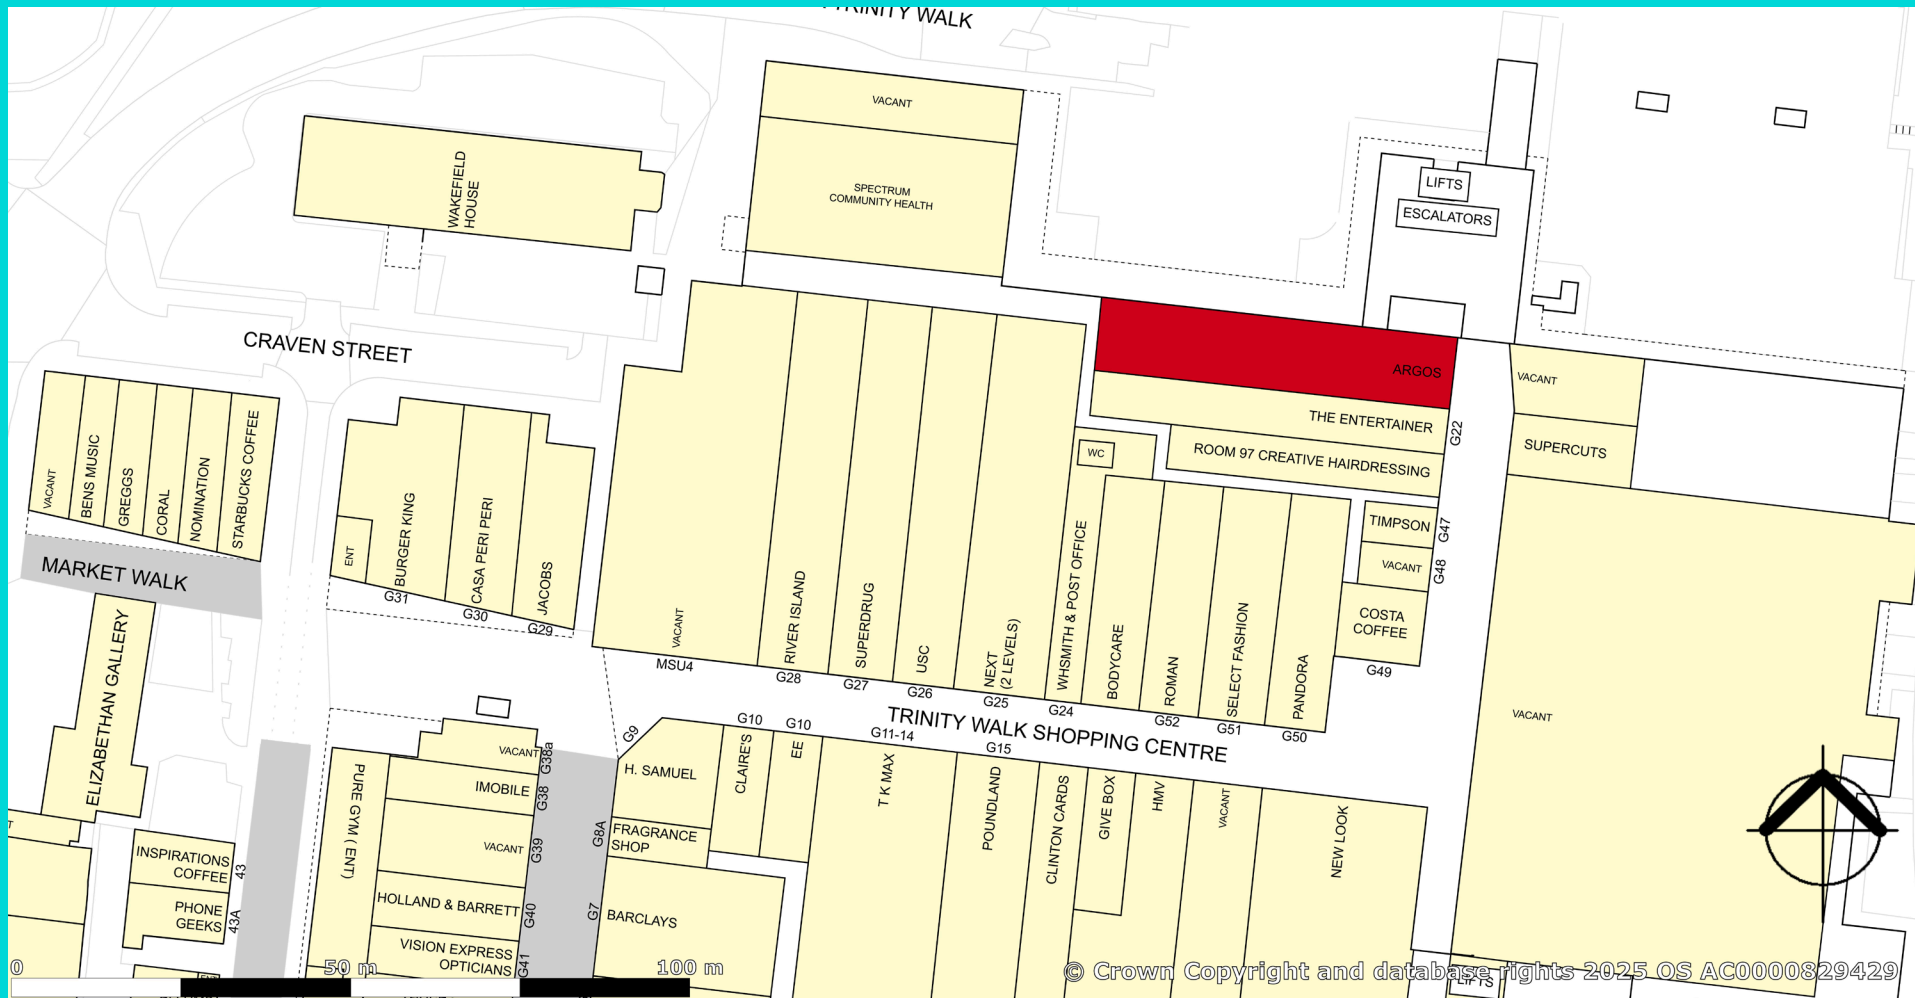 TRINITY WALK
VACANT
SPECTRUM
COMMUNITY HEALTH
WAKEFIELD
HOUSE
LIFTS
ESCALATORS
CRAVEN STREET
ARGOS
THE ENTERTAINER
G22
ROOM 97 CREATIVE HAIRDRESSING
WC
VACANT
SUPERCUTS
VACANT
BENS MUSIC
GREGGS
CORAL
NOMINATION
STARBUCKS COFFEE
MARKET WALK
ENT
BURGER KING
G31
CASA PERI PERI
G30
JACOBS
G29
VACANT
MSU4
RIVER ISLAND
G28
SUPERDRUG
G27
USC
G26
NEXT
(2 LEVELS)
G25
WHSMITH & POST OFFICE
G24
BODYCARE
ROMAN
G52
SELECT FASHION
G51
PANDORA
G50
TIMPSON
G47
VACANT
G48
COSTA
COFFEE
G49
VACANT
TRINITY WALK SHOPPING CENTRE
ELIZABETHAN GALLERY
INSPIRATIONS
COFFEE
43
PHONE
GEEKS
43A
PURE GYM ( ENT)
VACANT
G38a
IMOBILE
G38
VACANT
G39
HOLLAND & BARRETT
G40
VISION EXPRESS
OPTICIANS
G41
G9
H. SAMUEL
FRAGRANCE
SHOP
G8A
BARCLAYS
G7
G10
CLAIRE'S
G10
EE
G11-14
T K MAX
G15
POUNDLAND
CLINTON CARDS
GIVE BOX
HMV
VACANT
NEW LOOK
LIFTS
0
50 m
100 m
© Crown Copyright and database rights 2025 OS AC0000829429